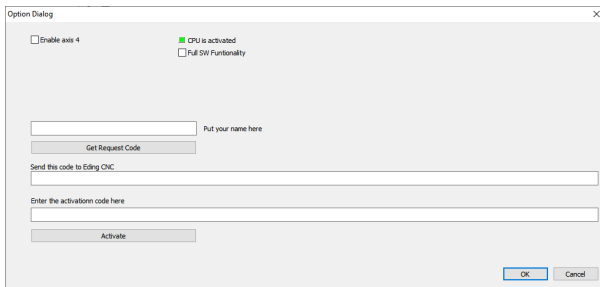 Option Dialog
Enable axis 4
CPU is activated
Full SW Funtionality
Put your name here
Get Request Code
Send this code to Eding CNC
Enter the activationn code here
Activate
OK Cancel